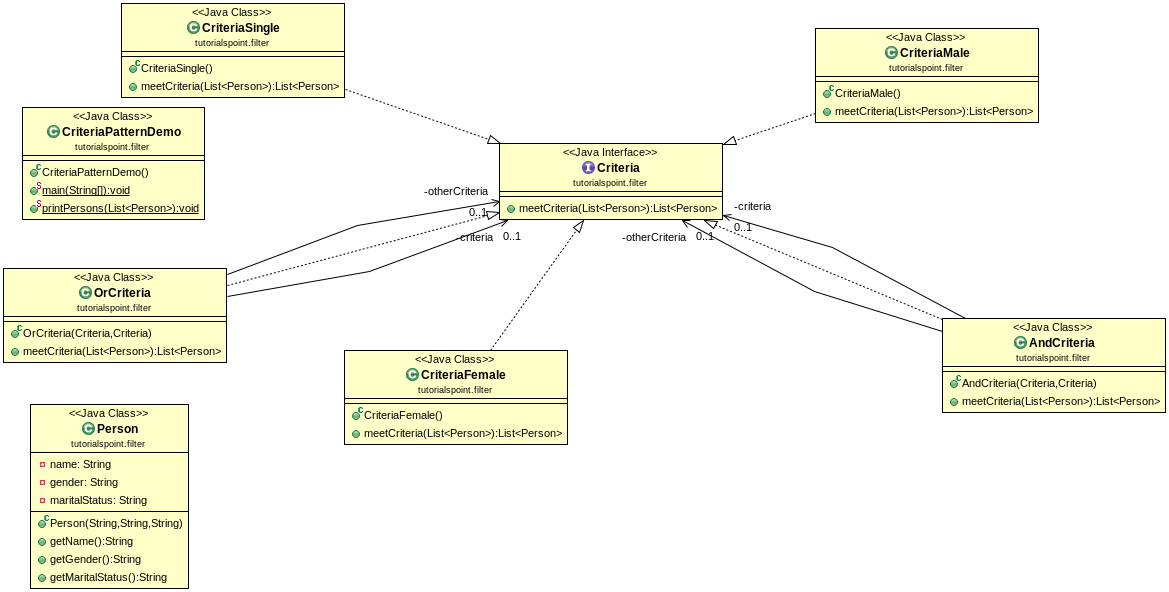 <<Java Class>>
CriteriaSingle
tutorialspoint.filter
CriteriaSingle()
meetCriteria(List<Person>):List<Person>
<<Java Class>>
CriteriaMale
tutorialspoint.filter
CriteriaMale()
meetCriteria(List<Person>):List<Person>
<<Java Class>>
CriteriaPatternDemo
tutorialspoint.filter
CriteriaPatternDemo()
main(String[]):void
printPersons(List<Person>):void
<<Java Interface>>
Criteria
tutorialspoint.filter
meetCriteria(List<Person>):List<Person>
-otherCriteria
0..1
-criteria
0..1
-criteria
0..1
-otherCriteria
0..1
<<Java Class>>
OrCriteria
tutorialspoint.filter
OrCriteria(Criteria,Criteria)
meetCriteria(List<Person>):List<Person>
<<Java Class>>
AndCriteria
tutorialspoint.filter
AndCriteria(Criteria,Criteria)
meetCriteria(List<Person>):List<Person>
<<Java Class>>
CriteriaFemale
tutorialspoint.filter
CriteriaFemale()
meetCriteria(List<Person>):List<Person>
<<Java Class>>
Person
tutorialspoint.filter
name: String
gender: String
maritalStatus: String
Person(String,String,String)
getName():String
getGender():String
getMaritalStatus():String